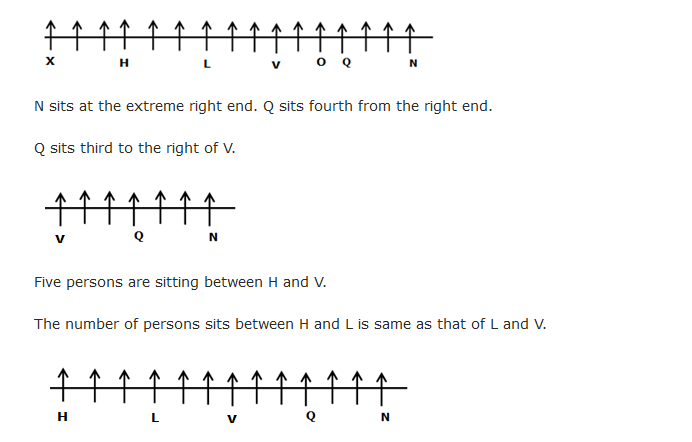 X H L V O Q N
N sits at the extreme right end. Q sits fourth from the right end.
Q sits third to the right of V.
V Q N
Five persons are sitting between H and V.
The number of persons sits between H and L is same as that of L and V.
H L V Q N